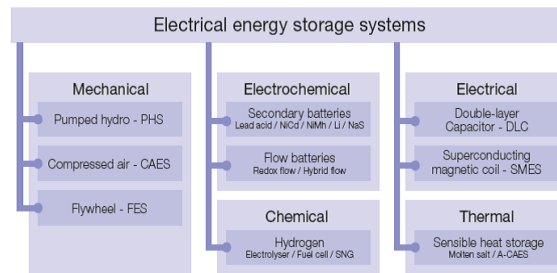 Electrical energy storage systems
Mechanical
Pumped hydro - PHS
Compressed air - CAES
Flywheel - FES
Electrochemical
Secondary batteries
Lead acid / NiCd / NiMh / Li / NaS
Flow batteries
Redox flow / Hybrid flow
Chemical
Hydrogen
Electrolyser / Fuel cell / SNG
Electrical
Double-layer
Capacitor - DLC
Superconducting
magnetic coil - SMES
Thermal
Sensible heat storage
Molten salt / A-CAES